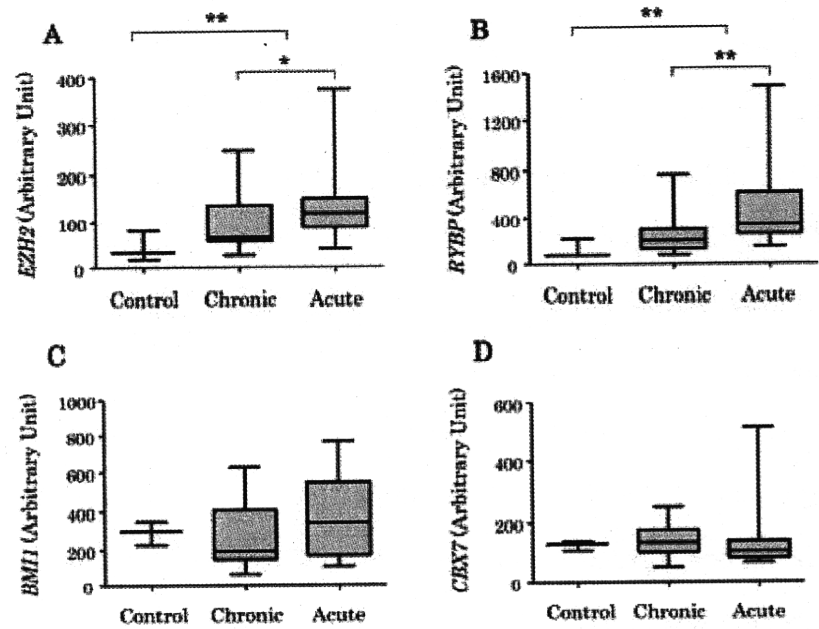 A
**
*
EZH2 (Arbitrary Unit)
400
300
200
100
0
Control Chronic Acute
B
**
**
RYBP (Arbitrary Unit)
1600
1200
800
400
0
Control Chronic Acute
C
BMI1 (Arbitrary Unit)
1000
800
600
400
200
0
Control Chronic Acute
D
CBX7 (Arbitrary Unit)
600
400
200
0
Control Chronic Acute